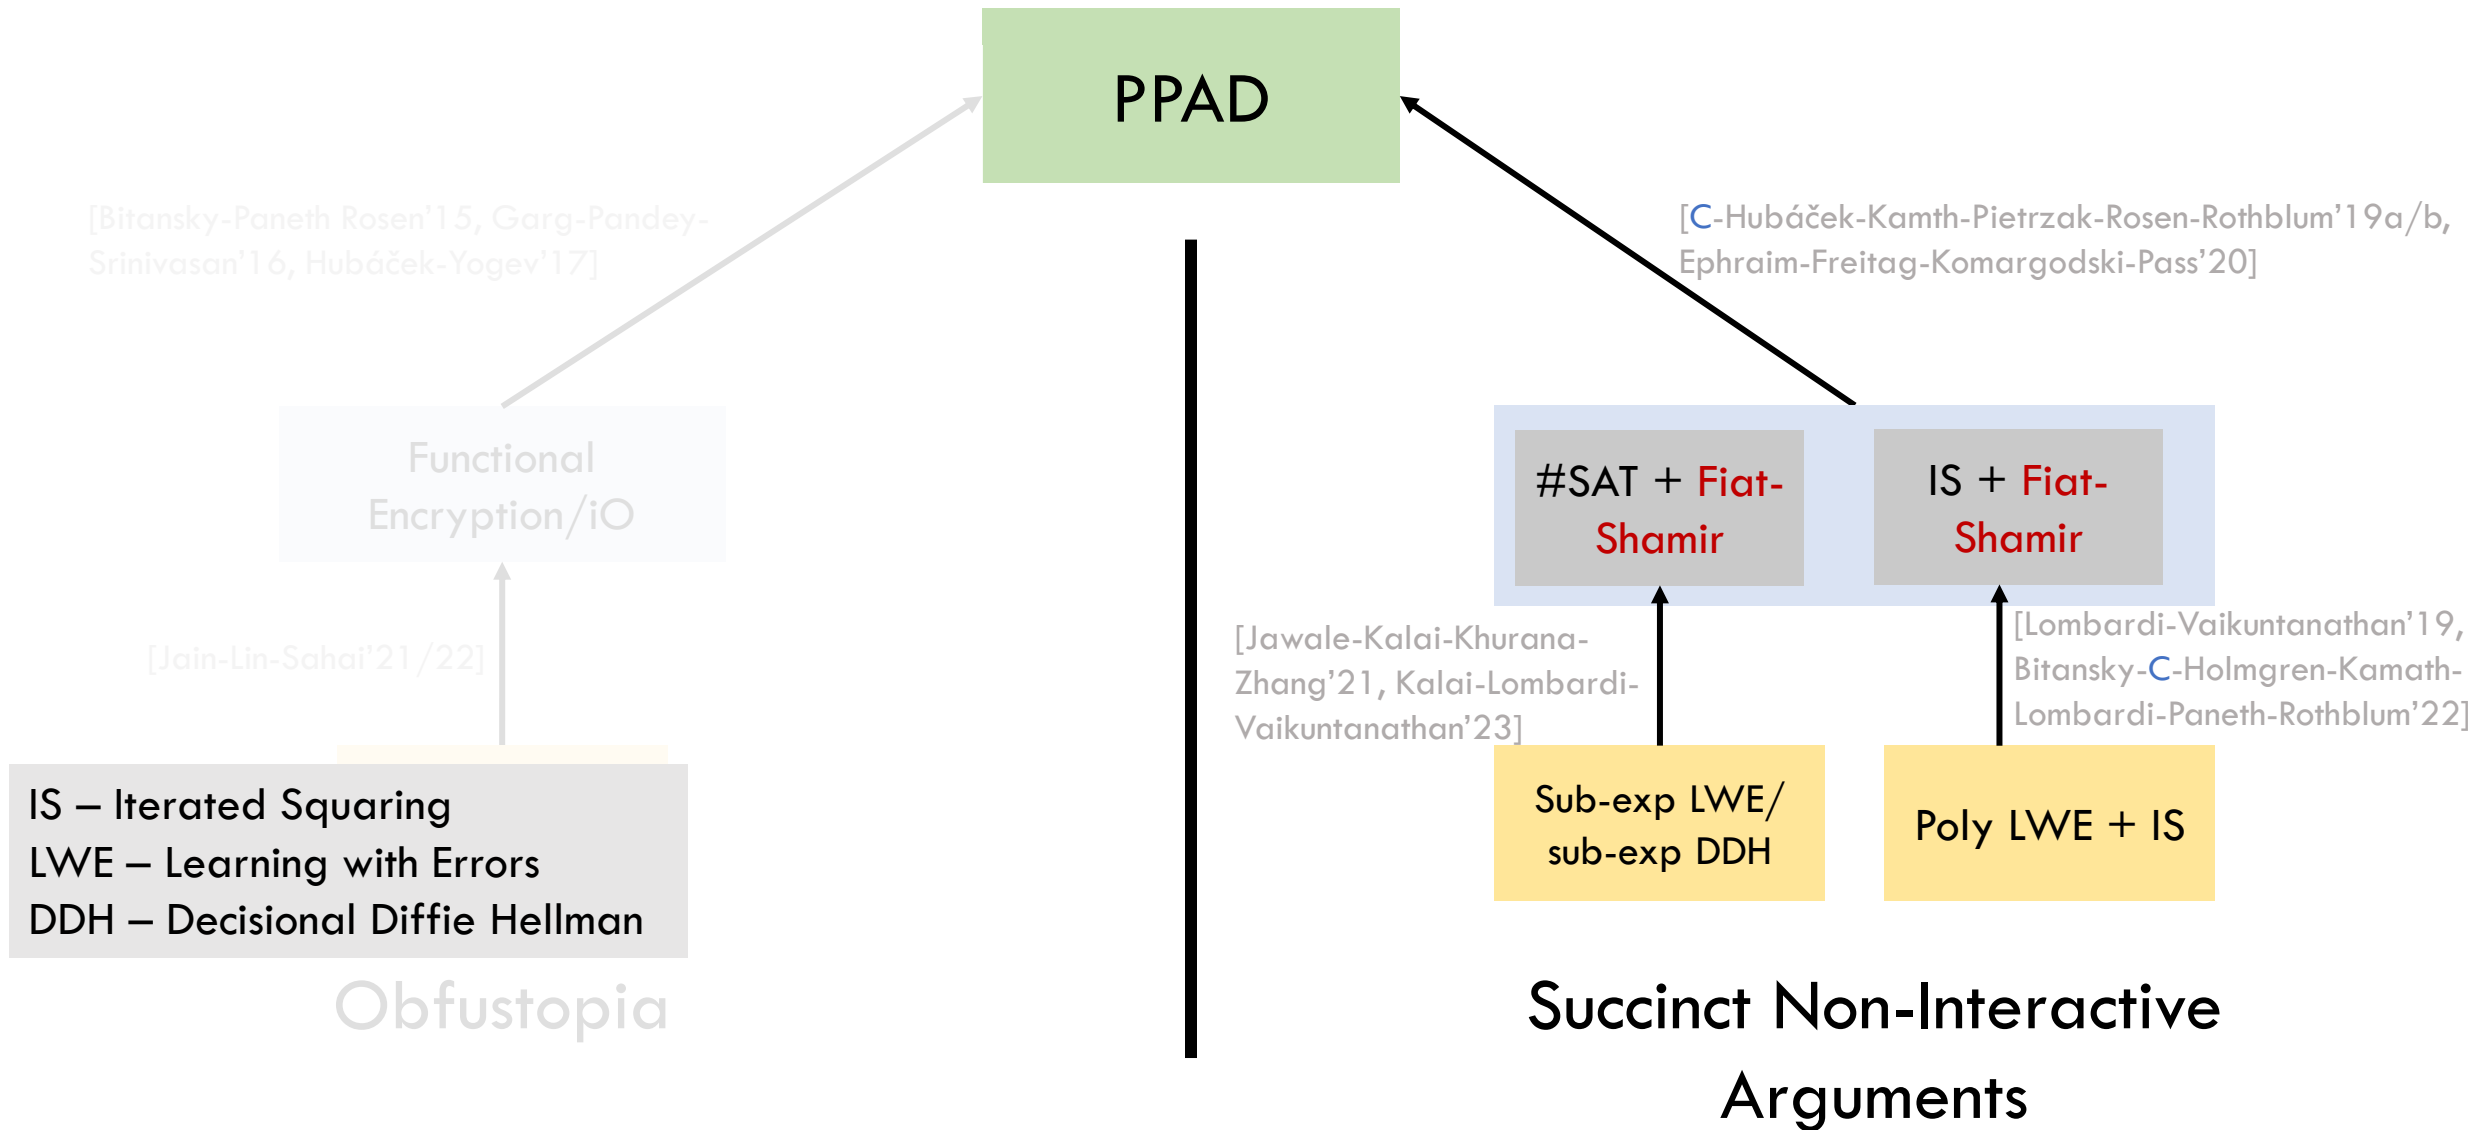 PPAD
[Bitansky-Paneth Rosen'15, Garg-Pandey-
Srinivasan'16, Hubáček-Yogev'17]
[C-Hubáček-Kamth-Pietrzak-Rosen-Rothblum'19a/b,
Ephraim-Freitag-Komargodski-Pass'20]
Functional
Encryption/iO
#SAT + Fiat-
Shamir
IS + Fiat-
Shamir
[Jain-Lin-Sahai'21/22]
[Jawale-Kalai-Khurana-
Zhang'21, Kalai-Lombardi-
Vaikuntanathan'23]
[Lombardi-Vaikuntanathan'19,
Bitansky-C-Holmgren-Kamath-
Lombardi-Paneth-Rothblum'22]
IS – Iterated Squaring
LWE – Learning with Errors
DDH – Decisional Diffie Hellman
Sub-exp LWE/
sub-exp DDH
Poly LWE + IS
Obfustopia
Succinct Non-Interactive
Arguments